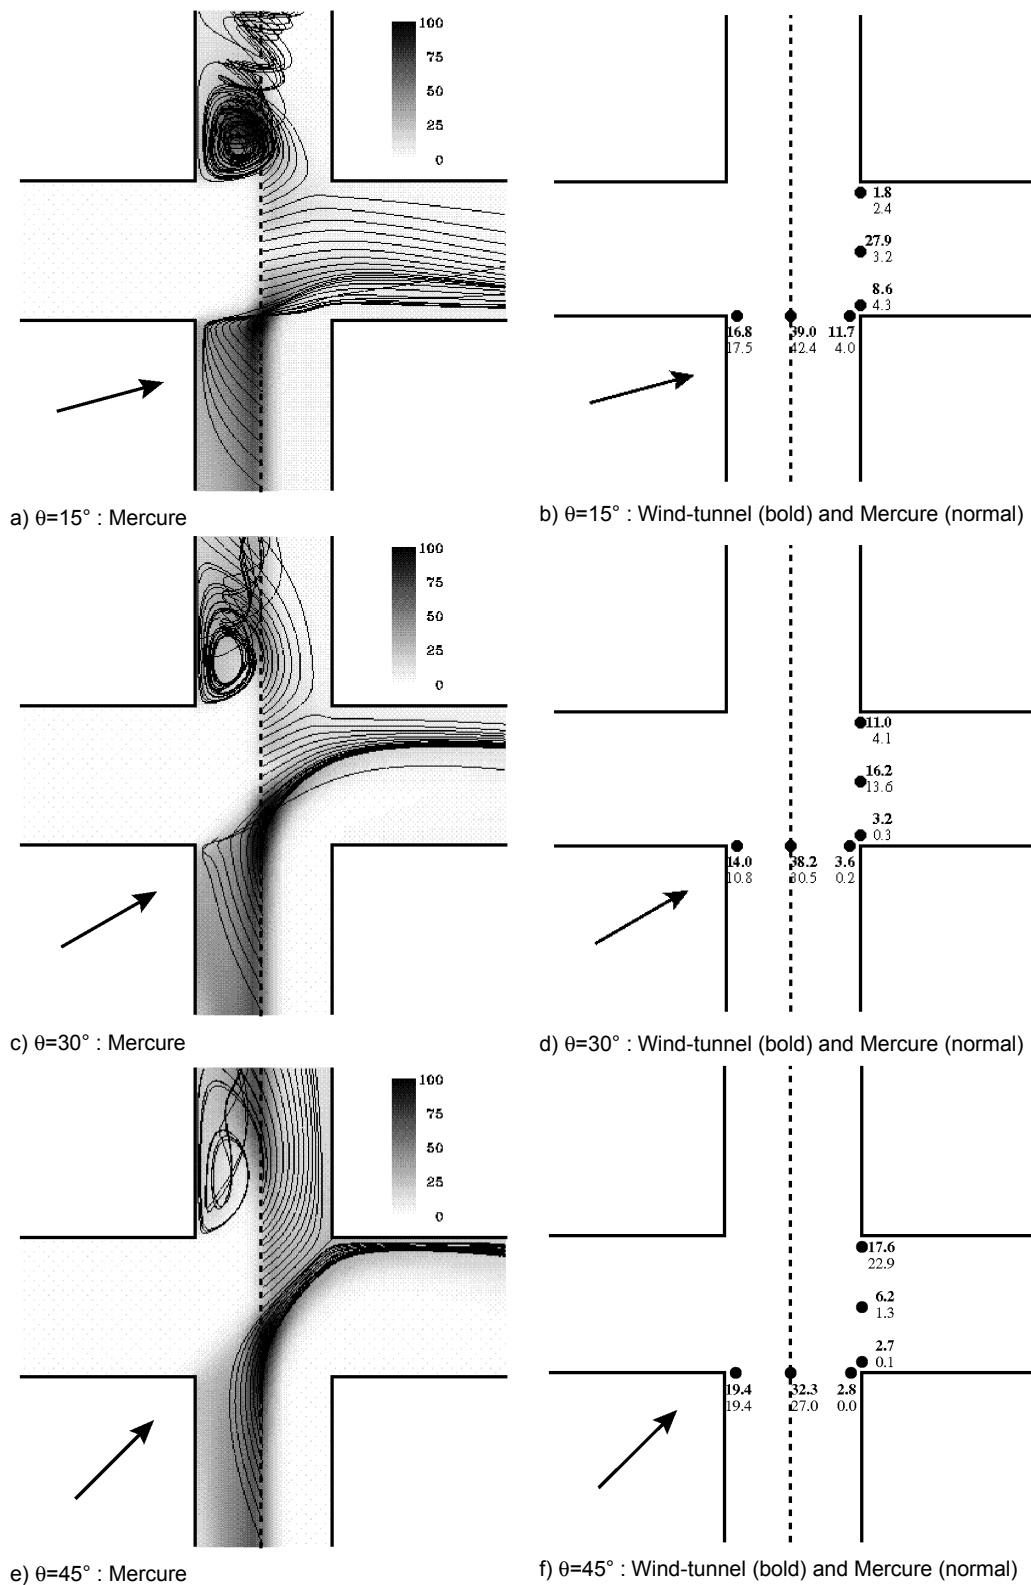 100
75
50
25
0
1.8
2.4
27.9
3.2
8.6
4.3
16.8 39.0 11.7
17.5 42.4 4.0
a) θ=15° : Mercure
b) θ=15° : Wind-tunnel (bold) and Mercure (normal)
100
75
50
25
0
11.0
4.1
16.2
13.6
3.2
0.3
14.0 38.2 3.6
10.8 30.5 0.2
c) θ=30° : Mercure
d) θ=30° : Wind-tunnel (bold) and Mercure (normal)
100
75
50
25
0
17.6
22.9
6.2
1.3
2.7
0.1
19.4 32.3 2.8
19.4 27.0 0.0
e) θ=45° : Mercure
f) θ=45° : Wind-tunnel (bold) and Mercure (normal)